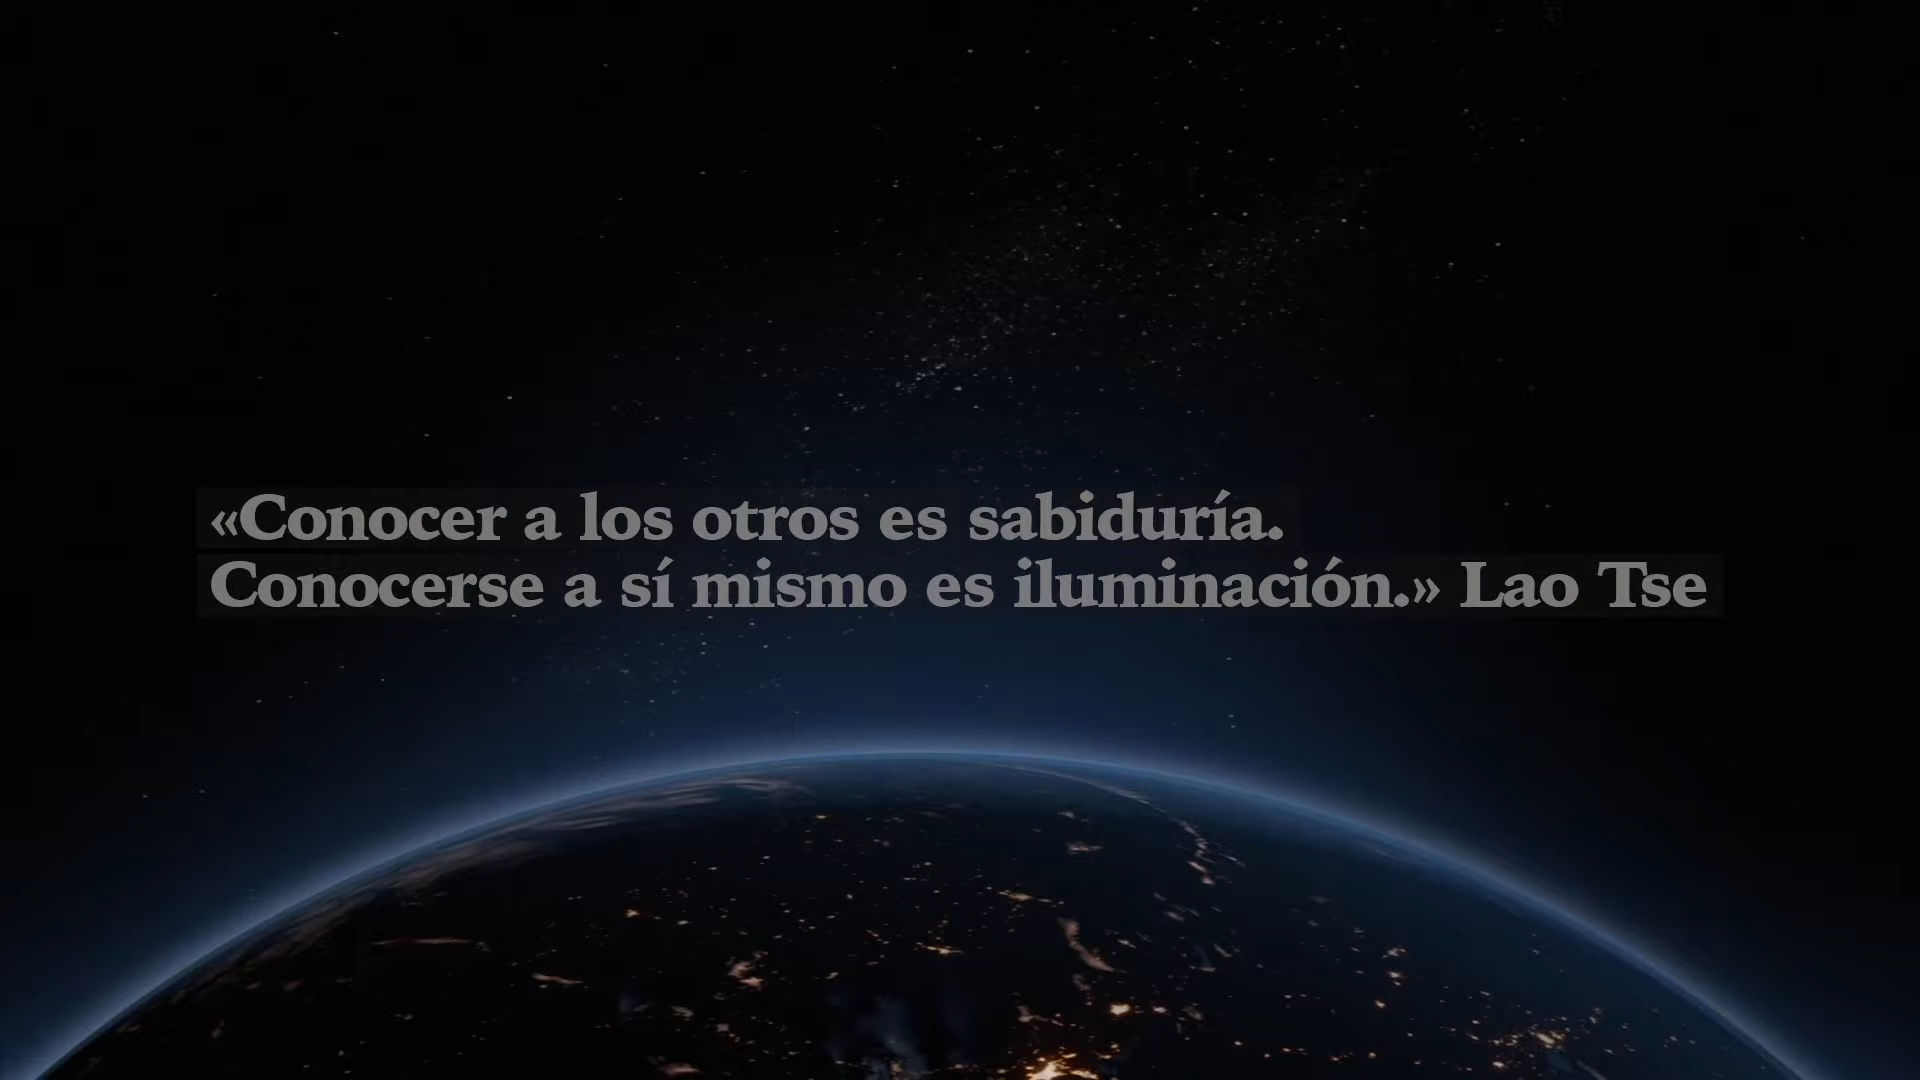 «Conocer a los otros es sabiduría.
Conocerse a sí mismo es iluminación.» Lao Tse